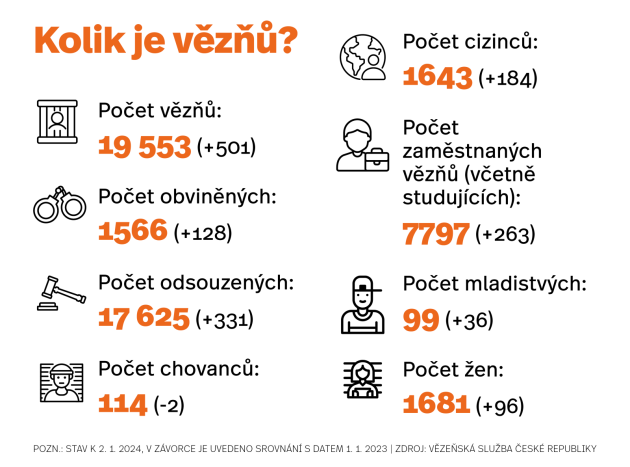 Kolik je vězňů?
Počet vězňů:
19 553 (+501)
Počet obviněných:
1566 (+128)
Počet odsouzených:
17 625 (+331)
Počet chovanců:
114 (-2)
Počet cizinců:
1643 (+184)
Počet
zaměstnaných
vězňů (včetně
studujících):
7797 (+263)
Počet mladistvých:
99 (+36)
Počet žen:
1681 (+96)
POZN.: STAV K 2. 1. 2024, V ZÁVORCE JE UVEDENO SROVNÁNÍ S DATEM 1. 1. 2023 | ZDROJ: VĚZEŇSKÁ SLUŽBA ČESKÉ REPUBLIKY